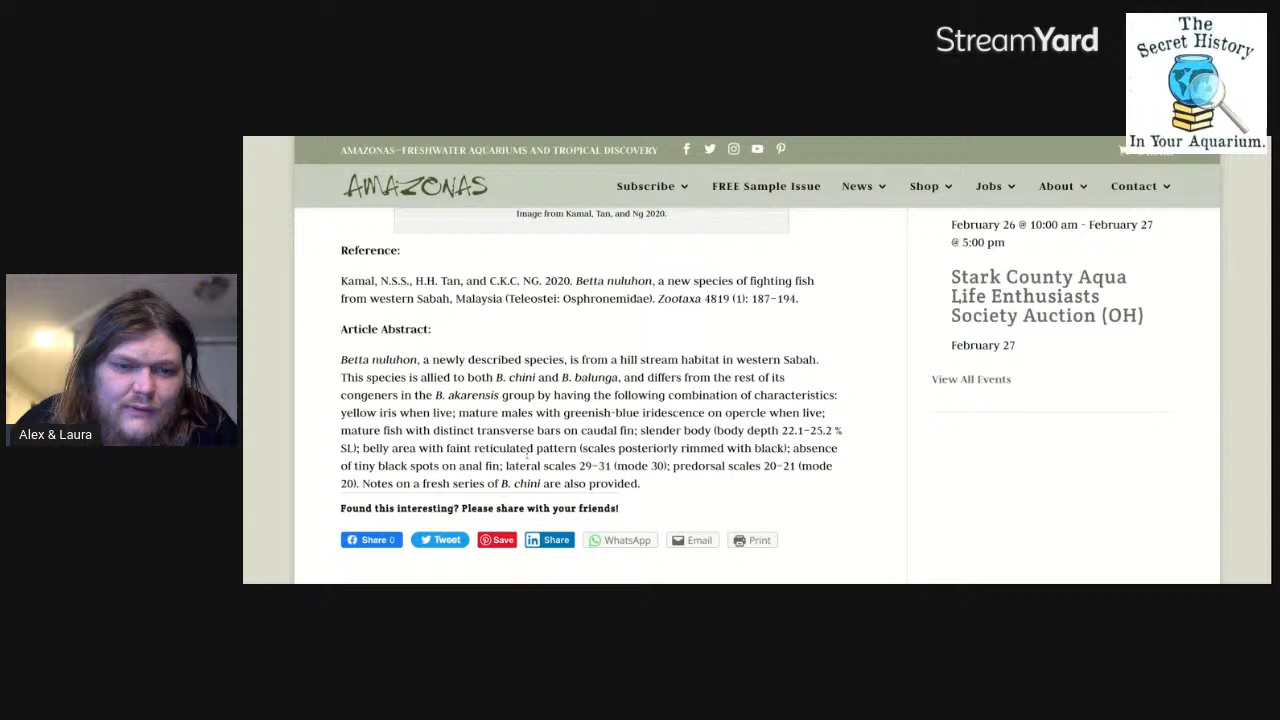 StreamYard
The
Secret History
In Your Aquarium.
AMAZONAS—FRESHWATER AQUARIUMS AND TROPICAL DISCOVERY
AMAZONAS
Subscribe
FREE Sample Issue
News
Shop
Jobs
About
Contact
Image from Kamal, Tan, and Ng 2020.
Reference:
Kamal, N.S.S., H.H. Tan, and C.K.C. NG. 2020. Betta nuluhon, a new species of fighting fish
from western Sabah, Malaysia (Teleostei: Osphronemidae). Zootaxa 4819 (1): 187–194.
Article Abstract:
Betta nuluhon, a newly described species, is from a hill stream habitat in western Sabah.
This species is allied to both B. chini and B. balunga, and differs from the rest of its
congeners in the B. akarensis group by having the following combination of characteristics:
yellow iris when live; mature males with greenish-blue iridescence on opercle when live;
mature fish with distinct transverse bars on caudal fin; slender body (body depth 22.1–25.2 %
SL); belly area with faint reticulated pattern (scales posteriorly rimmed with black); absence
of tiny black spots on anal fin; lateral scales 29–31 (mode 30); predorsal scales 20–21 (mode
20). Notes on a fresh series of B. chini are also provided.
Found this interesting? Please share with your friends!
Share 0
Tweet
Save
in Share
WhatsApp
Email
Print
February 26 @ 10:00 am - February 27
@ 5:00 pm
Stark County Aqua
Life Enthusiasts
Society Auction (OH)
February 27
View All Events
Alex & Laura